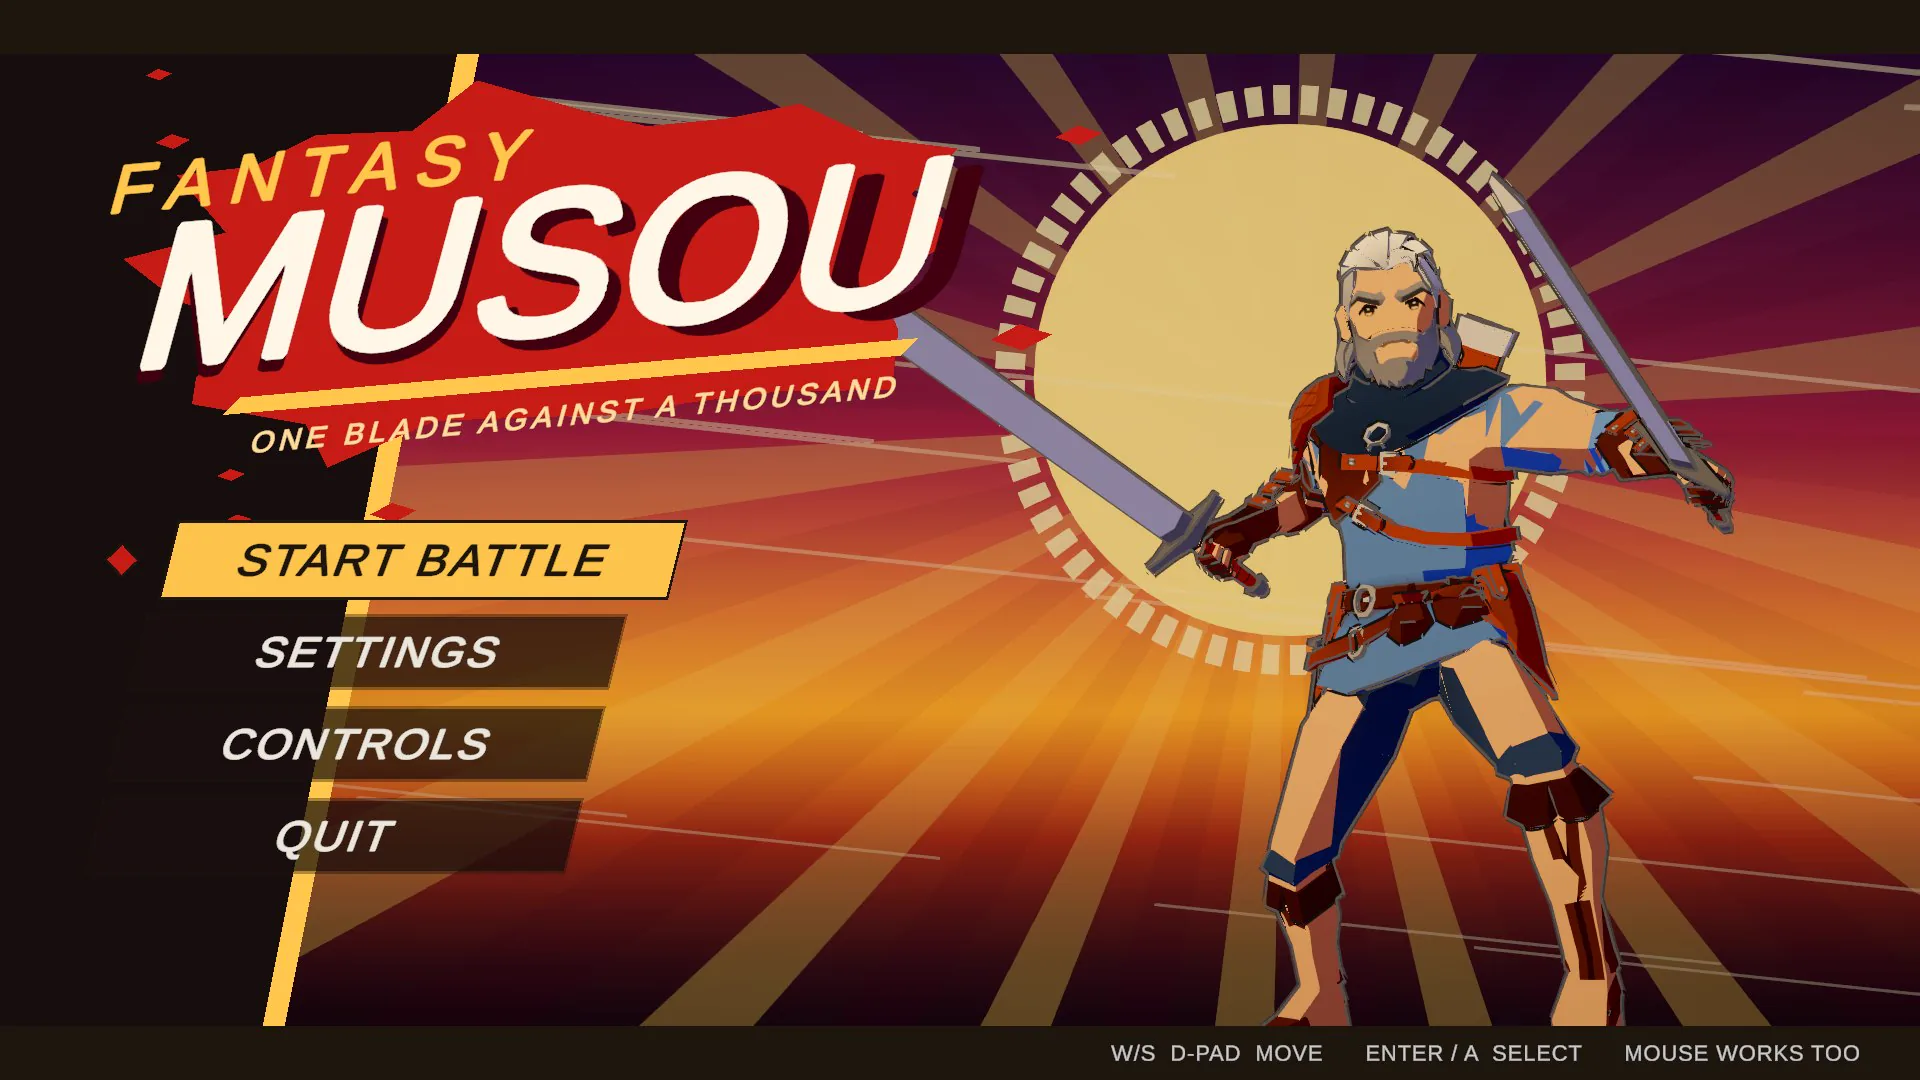 FANTASY
MUSOU
ONE BLADE AGAINST A THOUSAND
START BATTLE
SETTINGS
CONTROLS
QUIT
W/S D-PAD MOVE ENTER / A SELECT MOUSE WORKS TOO